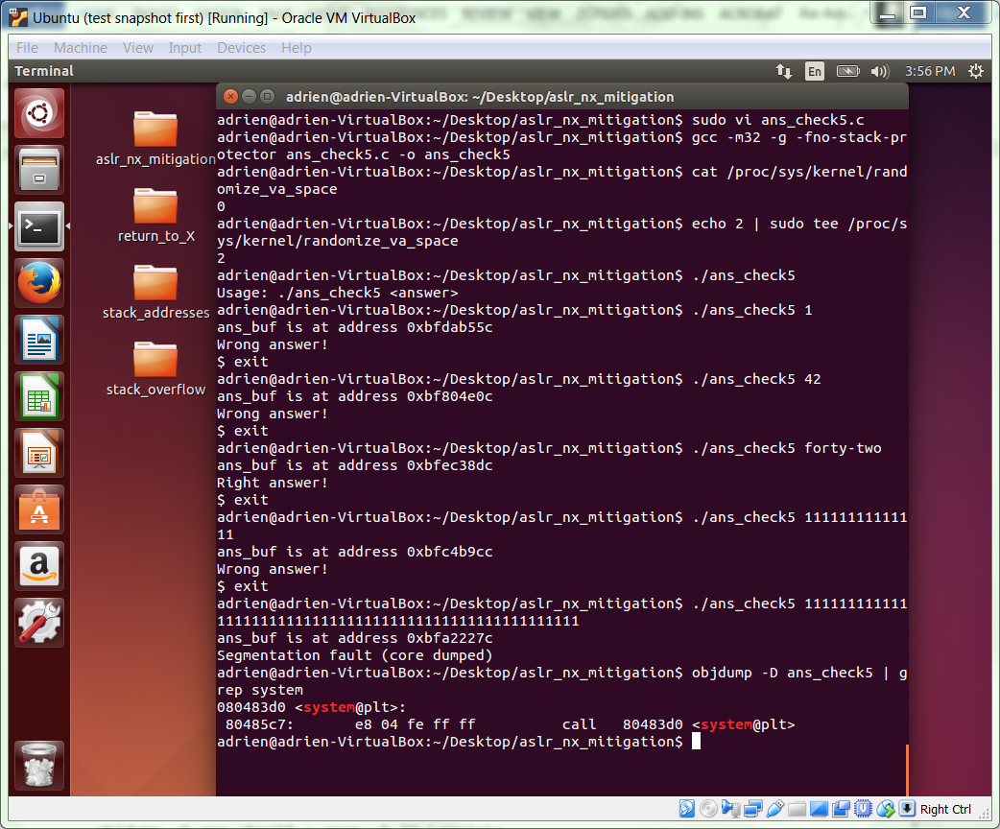 Ubuntu (test snapshot first) [Running] - Oracle VM VirtualBox
File Machine View Input Devices Help
Terminal
En
3:56 PM
adrien@adrien-VirtualBox: ~/Desktop/aslr_nx_mitigation
aslr_nx_mitigation
return_to_X
stack_addresses
stack_overflow
adrien@adrien-VirtualBox:~/Desktop/aslr_nx_mitigation$ sudo vi ans_check5.c
adrien@adrien-VirtualBox:~/Desktop/aslr_nx_mitigation$ gcc -m32 -g -fno-stack-pr
otector ans_check5.c -o ans_check5
adrien@adrien-VirtualBox:~/Desktop/aslr_nx_mitigation$ cat /proc/sys/kernel/rand
omize_va_space
0
adrien@adrien-VirtualBox:~/Desktop/aslr_nx_mitigation$ echo 2 | sudo tee /proc/s
ys/kernel/randomize_va_space
2
adrien@adrien-VirtualBox:~/Desktop/aslr_nx_mitigation$ ./ans_check5
Usage: ./ans_check5 <answer>
adrien@adrien-VirtualBox:~/Desktop/aslr_nx_mitigation$ ./ans_check5 1
ans_buf is at address 0xbfdab55c
Wrong answer!
$ exit
adrien@adrien-VirtualBox:~/Desktop/aslr_nx_mitigation$ ./ans_check5 42
ans_buf is at address 0xbf804e0c
Wrong answer!
$ exit
adrien@adrien-VirtualBox:~/Desktop/aslr_nx_mitigation$ ./ans_check5 forty-two
ans_buf is at address 0xbfec38dc
Right answer!
$ exit
adrien@adrien-VirtualBox:~/Desktop/aslr_nx_mitigation$ ./ans_check5 111111111111
11
ans_buf is at address 0xbfc4b9cc
Wrong answer!
$ exit
adrien@adrien-VirtualBox:~/Desktop/aslr_nx_mitigation$ ./ans_check5 111111111111
111111111111111111111111111111111111111111
ans_buf is at address 0xbfa2227c
Segmentation fault (core dumped)
adrien@adrien-VirtualBox:~/Desktop/aslr_nx_mitigation$ objdump -D ans_check5 | g
rep system
080483d0 <system@plt>:
 80485c7:       e8 04 fe ff ff          call   80483d0 <system@plt>
adrien@adrien-VirtualBox:~/Desktop/aslr_nx_mitigation$
Right Ctrl